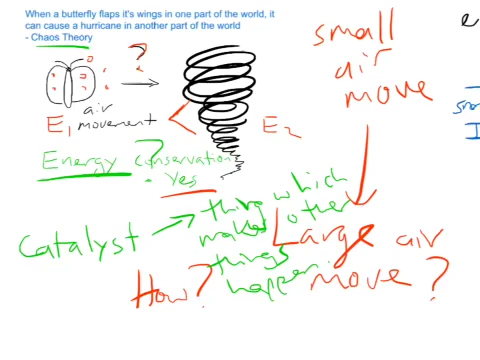 When a butterfly flaps it's wings in one part of the world, it
can cause a hurricane in another part of the world
- Chaos Theory
?
air
movement
E1 < E2
Energy Conservation?
- Yes
Catalyst → thing which
makes other
things
happen.
small
air
move
Large air
move?
How?
e
I